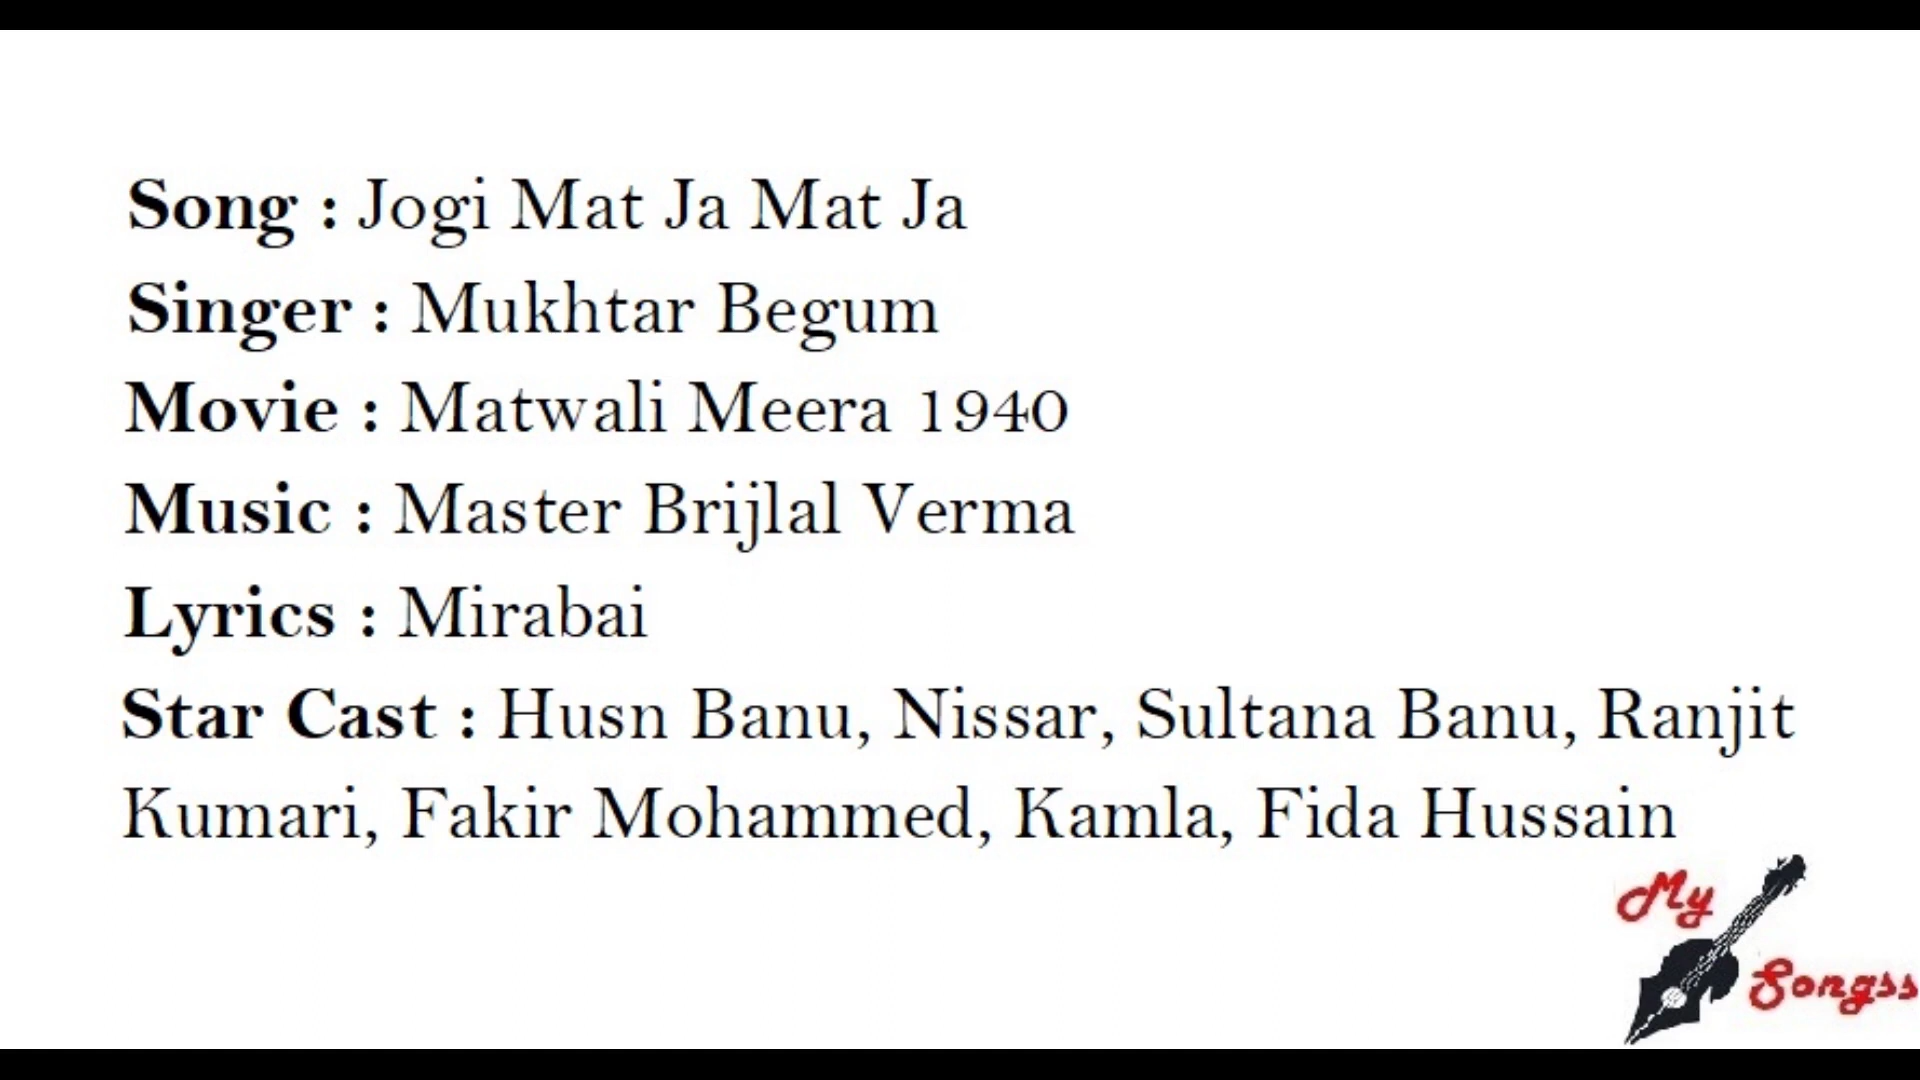 Song : Jogi Mat Ja Mat Ja
Singer : Mukhtar Begum
Movie : Matwali Meera 1940
Music : Master Brijlal Verma
Lyrics : Mirabai
Star Cast : Husn Banu, Nissar, Sultana Banu, Ranjit
Kumari, Fakir Mohammed, Kamla, Fida Hussain
My
Songss